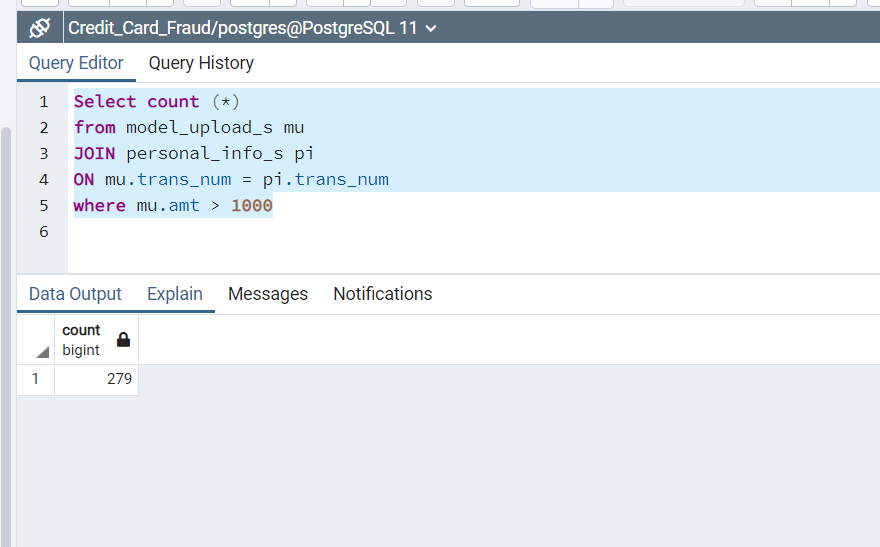 Credit_Card_Fraud/postgres@PostgreSQL 11
Query Editor Query History
1 Select count (*)
2 from model_upload_s mu
3 JOIN personal_info_s pi
4 ON mu.trans_num = pi.trans_num
5 where mu.amt > 1000
6
Data Output Explain Messages Notifications
count
bigint
1 279